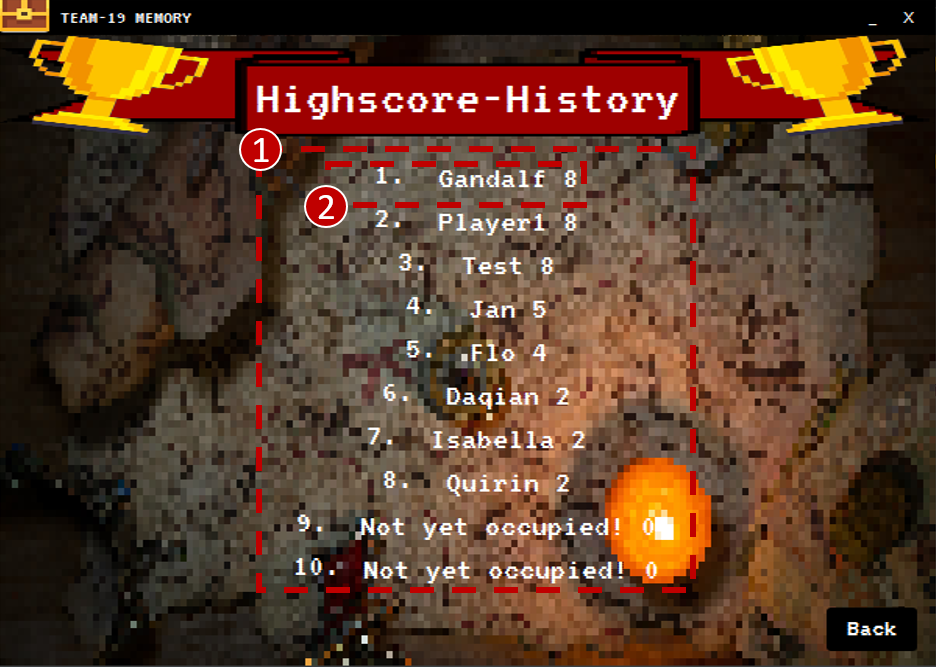 TEAM-19 MEMORY _ X
Highscore-History
1
1. Gandalf 8
2
2. Player1 8
3. Test 8
4. Jan 5
5. Flo 4
6. Daqian 2
7. Isabella 2
8. Quirin 2
9. Not yet occupied! 0
10. Not yet occupied! 0
Back